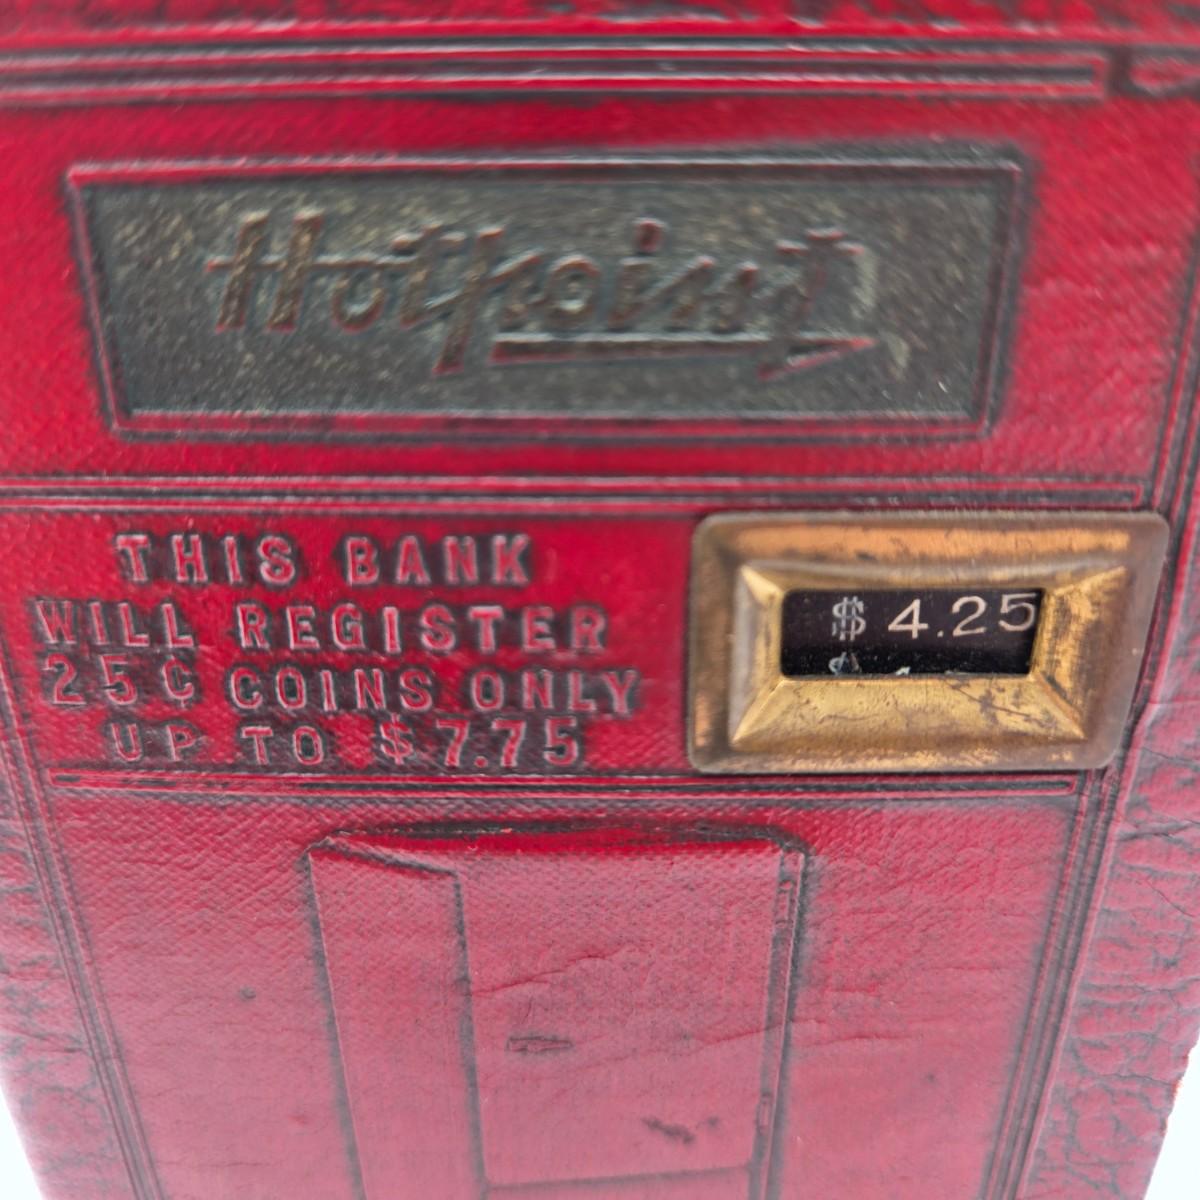 Hotpoint
THIS BANK
WILL REGISTER
25¢ COINS ONLY
UP TO $7.75
$ 4.25